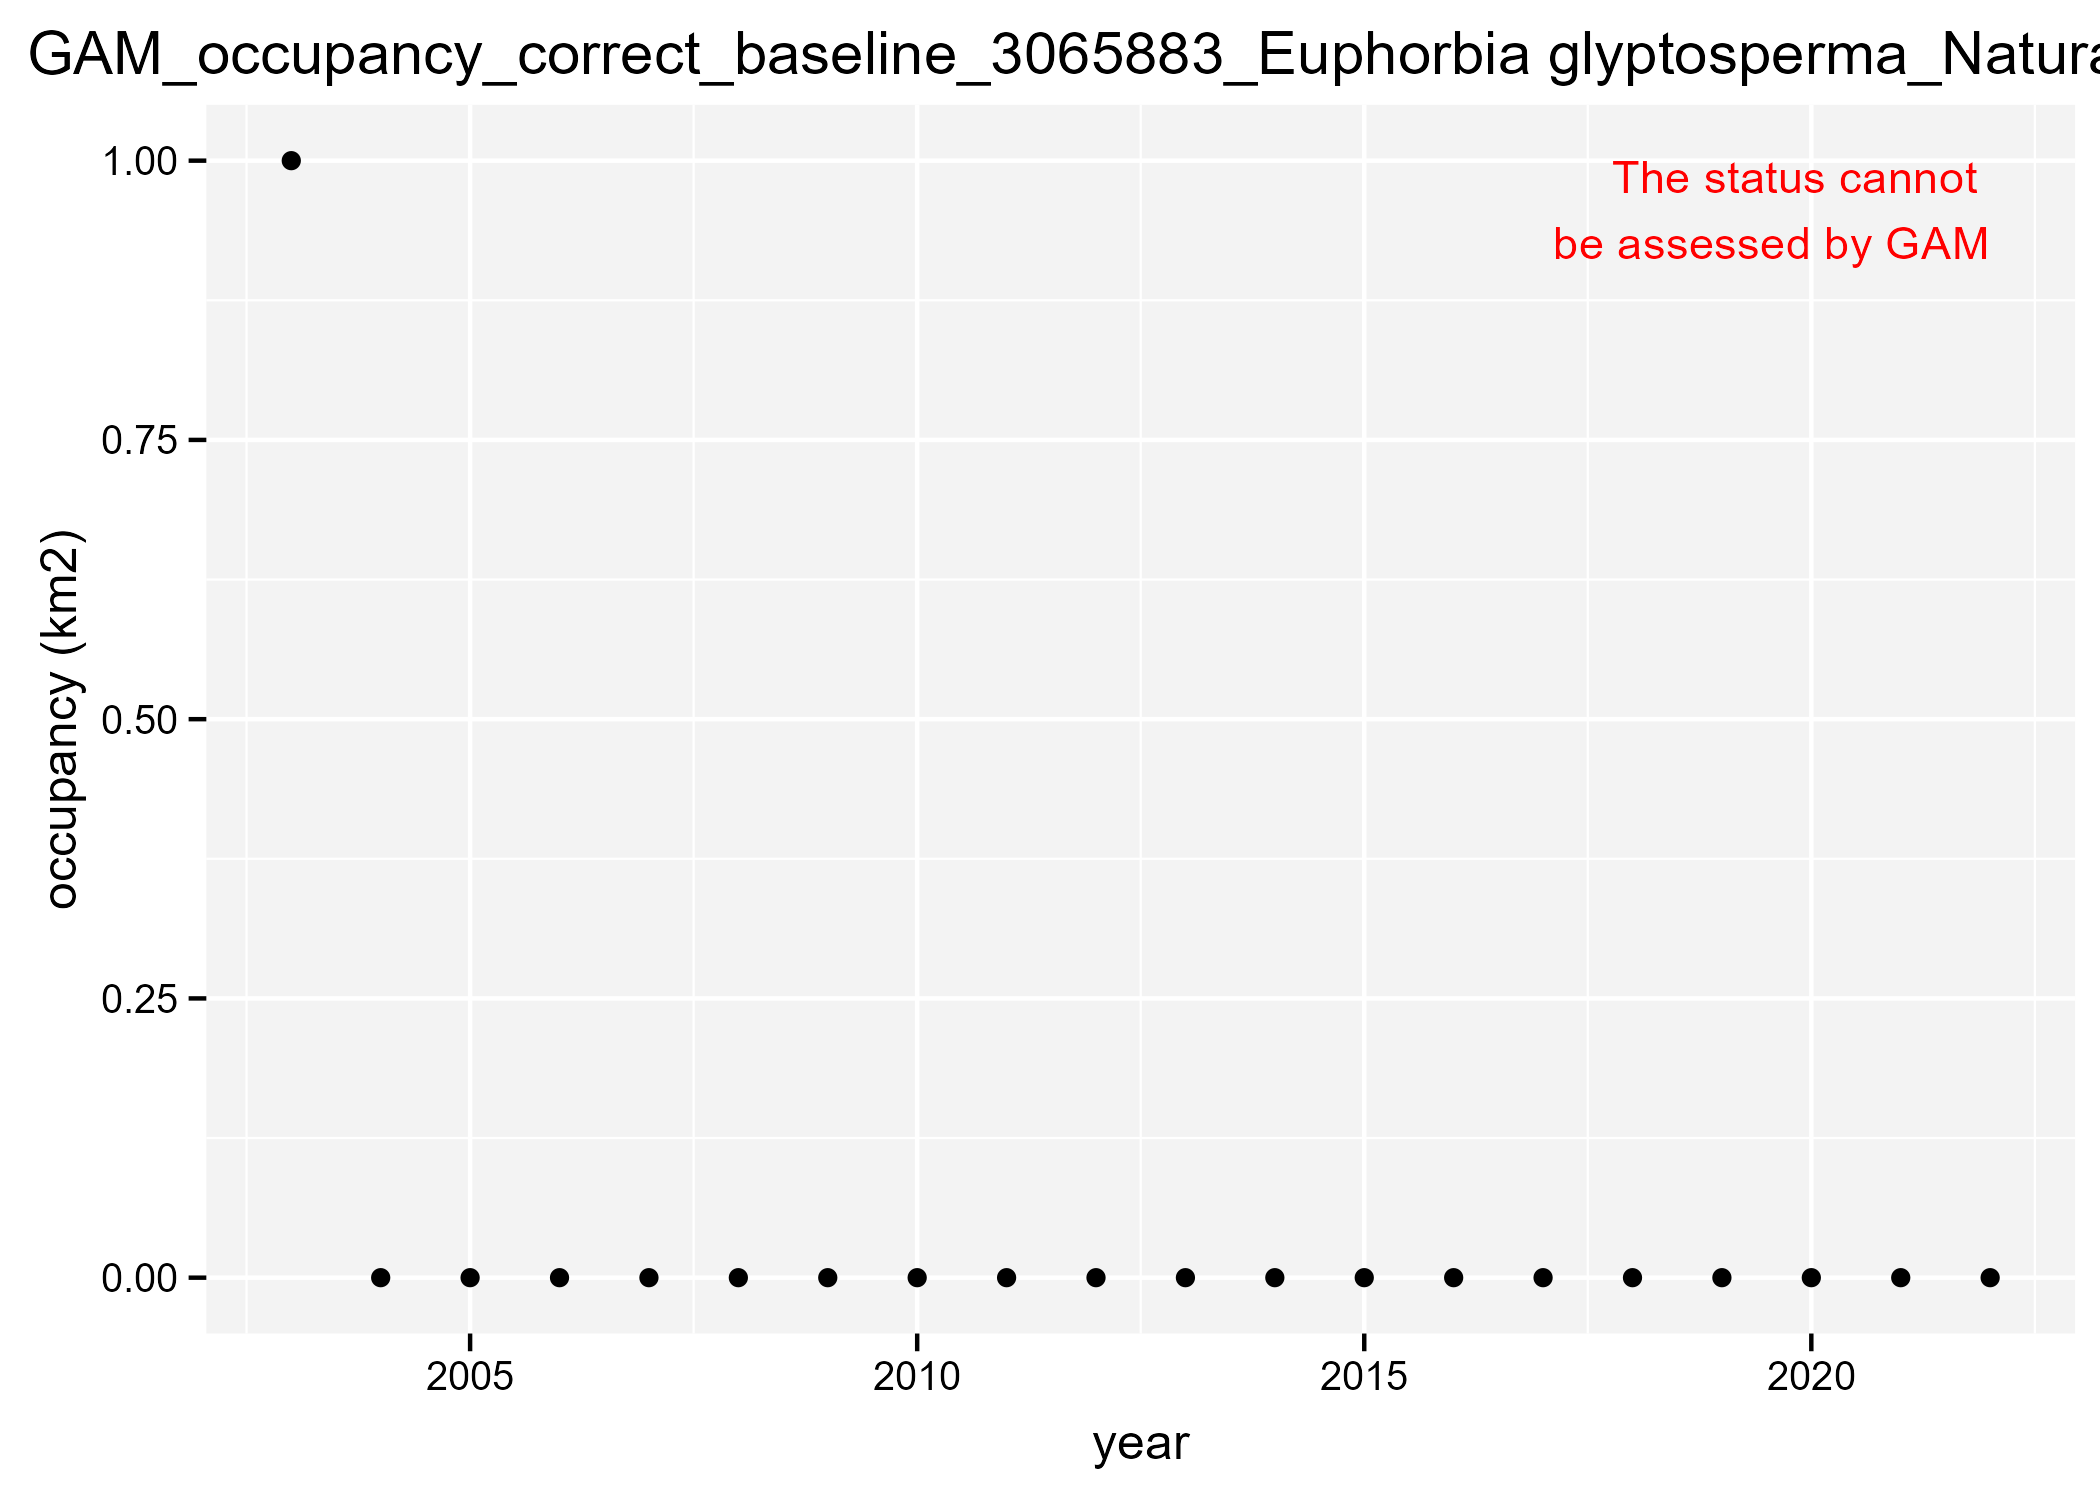 GAM_occupancy_correct_baseline_3065883_Euphorbia glyptosperma_Natura
1.00
The status cannot
be assessed by GAM
0.75
occupancy (km2)
0.50
0.25
0.00
2005 2010 2015 2020
year